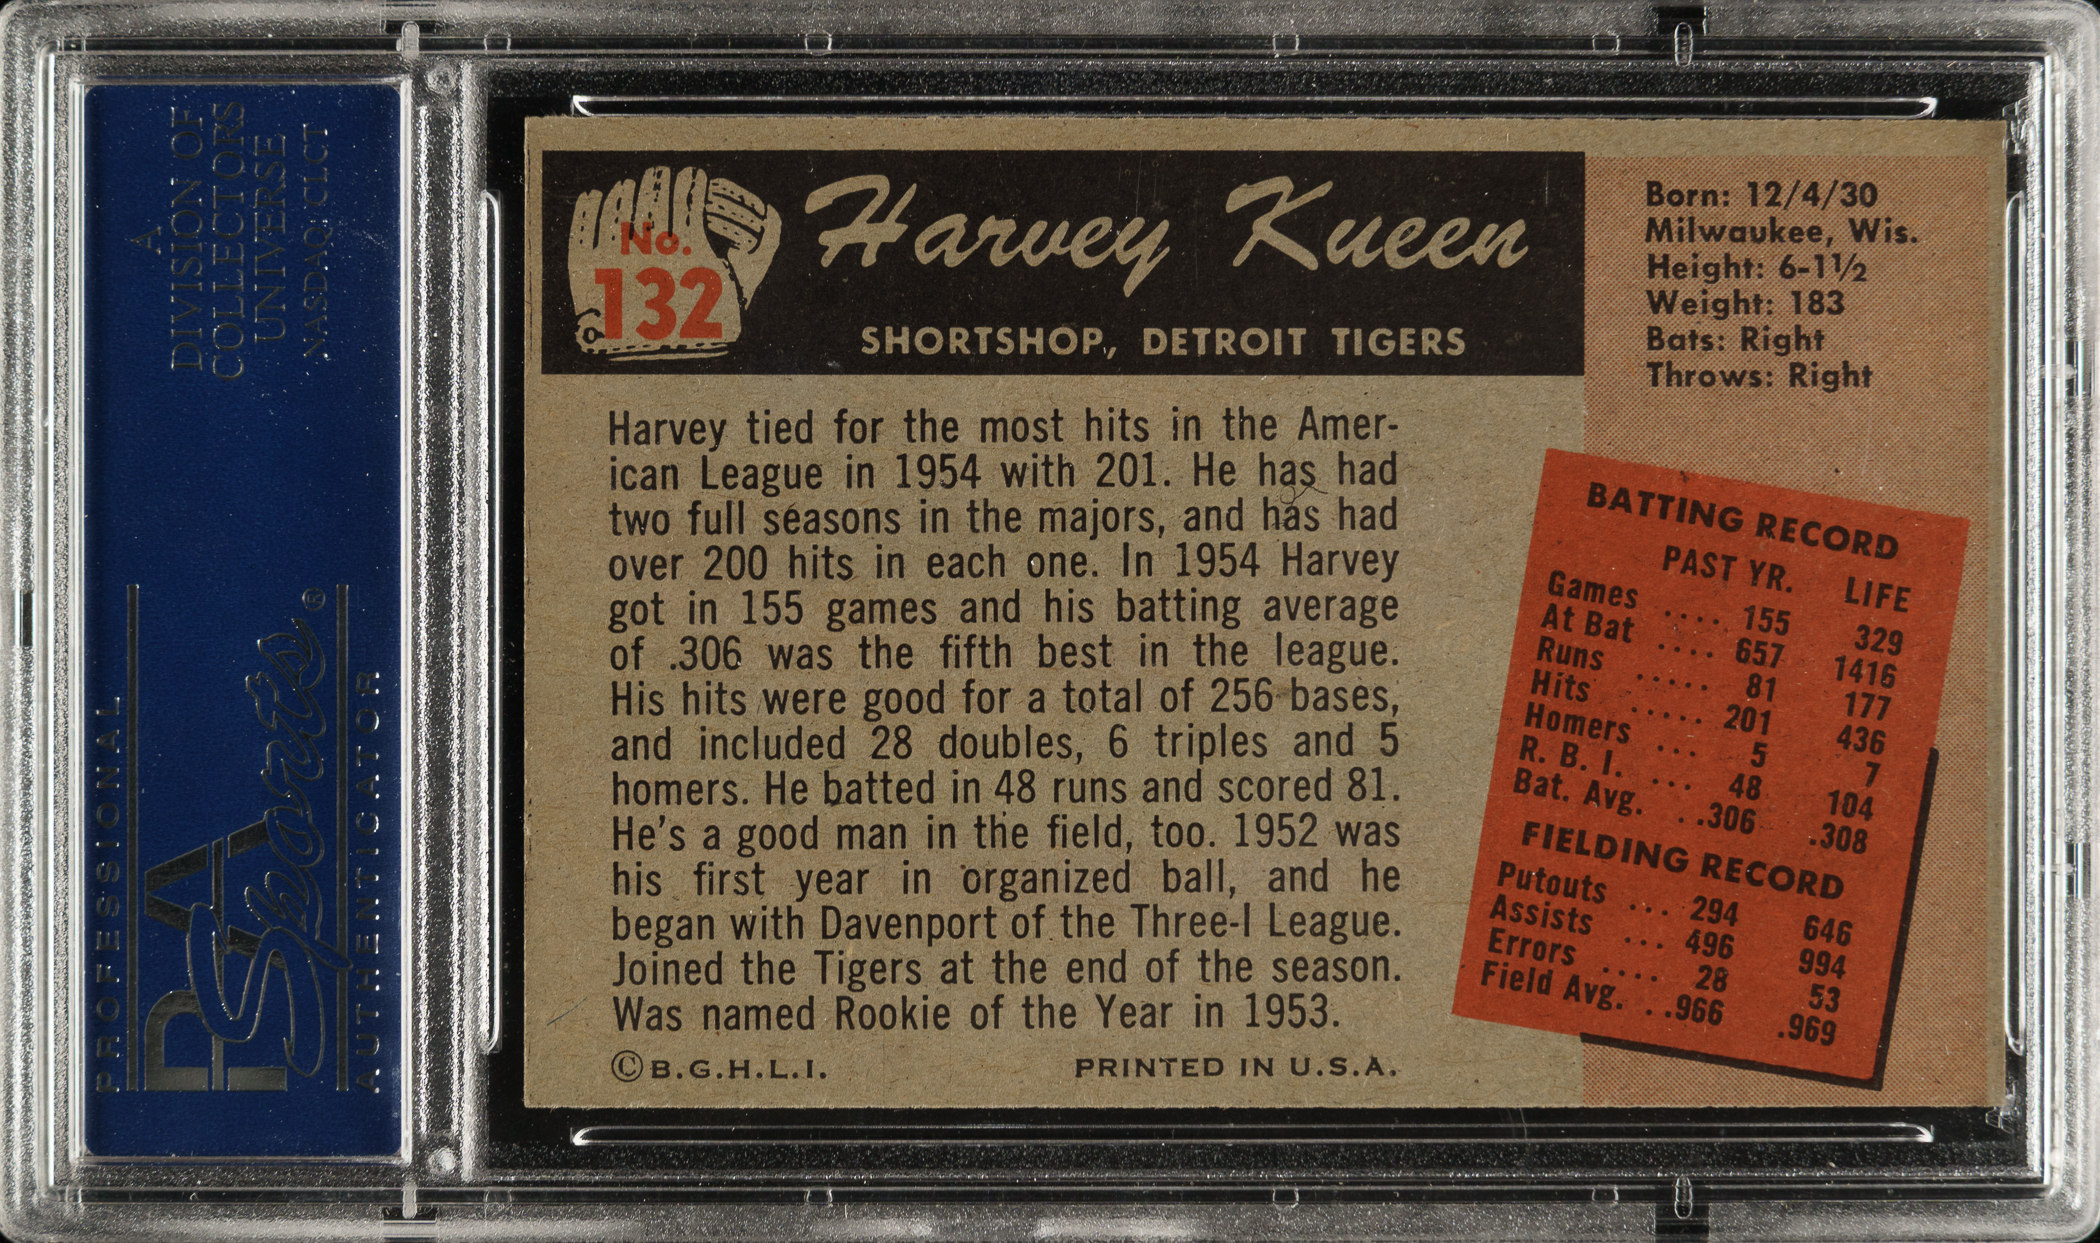 A
DIVISION OF
COLLECTORS
UNIVERSE
NASDAQ: CLCT
PROFESSIONAL
PSA
Sports®
AUTHENTICATOR
No.
132
Harvey Kueen
SHORTSHOP, DETROIT TIGERS
Harvey tied for the most hits in the Amer-
ican League in 1954 with 201. He has had
two full seasons in the majors, and has had
over 200 hits in each one. In 1954 Harvey
got in 155 games and his batting average
of .306 was the fifth best in the league.
His hits were good for a total of 256 bases,
and included 28 doubles, 6 triples and 5
homers. He batted in 48 runs and scored 81.
He's a good man in the field, too. 1952 was
his first year in organized ball, and he
began with Davenport of the Three-I League.
Joined the Tigers at the end of the season.
Was named Rookie of the Year in 1953.
©B.G.H.L.I. PRINTED IN U.S.A.
Born: 12/4/30
Milwaukee, Wis.
Height: 6-1½
Weight: 183
Bats: Right
Throws: Right
BATTING RECORD
PAST YR. LIFE
Games .... 155 329
At Bat .... 657 1416
Runs ..... 81 177
Hits ..... 201 436
Homers ... 5 7
R. B. I. ... 48 104
Bat. Avg. ..306 .308
FIELDING RECORD
Putouts ... 294 646
Assists ... 496 994
Errors .... 28 53
Field Avg. ..966 .969